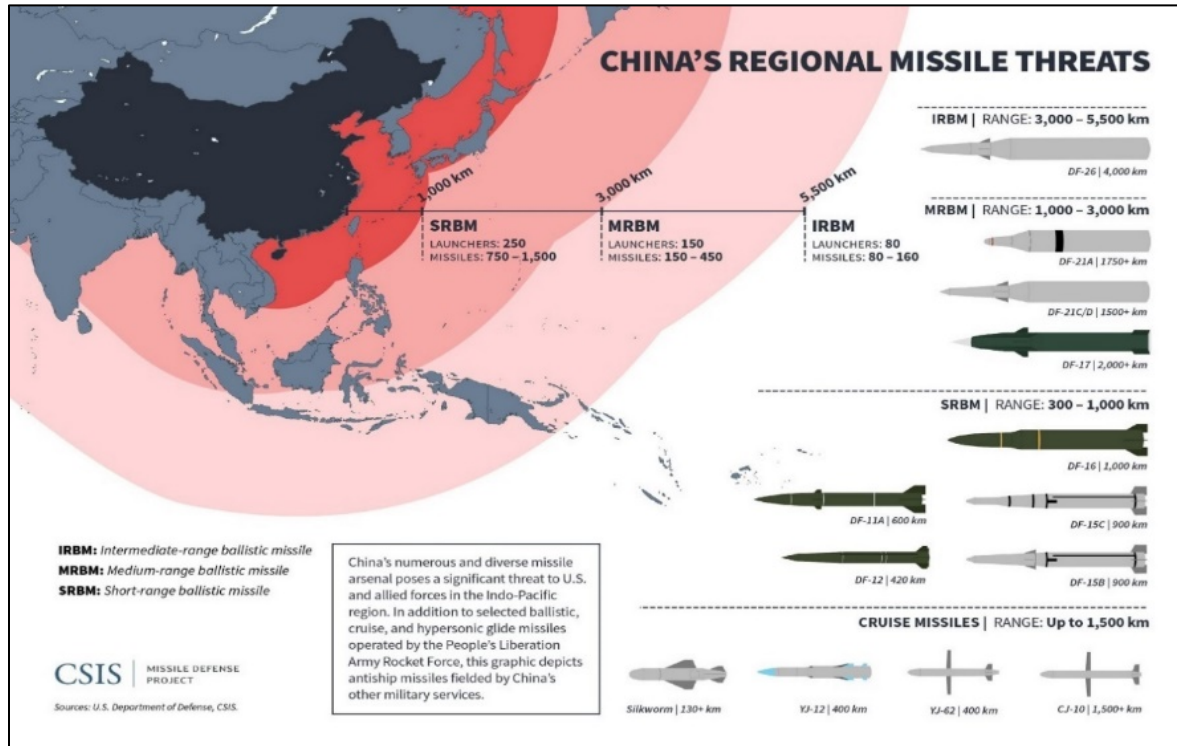 CHINA'S REGIONAL MISSILE THREATS
IRBM | RANGE: 3,000 – 5,500 km
DF-26 | 4,000 km
MRBM | RANGE: 1,000 – 3,000 km
DF-21A | 1750+ km
DF-21C/D | 1500+ km
DF-17 | 2,000+ km
SRBM | RANGE: 300 – 1,000 km
DF-16 | 1,000 km
DF-11A | 600 km
DF-15C | 900 km
DF-12 | 420 km
DF-15B | 900 km
CRUISE MISSILES | RANGE: Up to 1,500 km
Silkworm | 130+ km
YJ-12 | 400 km
YJ-62 | 400 km
CJ-10 | 1,500+ km
1,000 km
3,000 km
5,500 km
SRBM
LAUNCHERS: 250
MISSILES: 750 – 1,500
MRBM
LAUNCHERS: 150
MISSILES: 150 – 450
IRBM
LAUNCHERS: 80
MISSILES: 80 – 160
IRBM: Intermediate-range ballistic missile
MRBM: Medium-range ballistic missile
SRBM: Short-range ballistic missile
China's numerous and diverse missile
arsenal poses a significant threat to U.S.
and allied forces in the Indo-Pacific
region. In addition to selected ballistic,
cruise, and hypersonic glide missiles
operated by the People's Liberation
Army Rocket Force, this graphic depicts
antiship missiles fielded by China's
other military services.
CSIS | MISSILE DEFENSE
PROJECT
Sources: U.S. Department of Defense, CSIS.